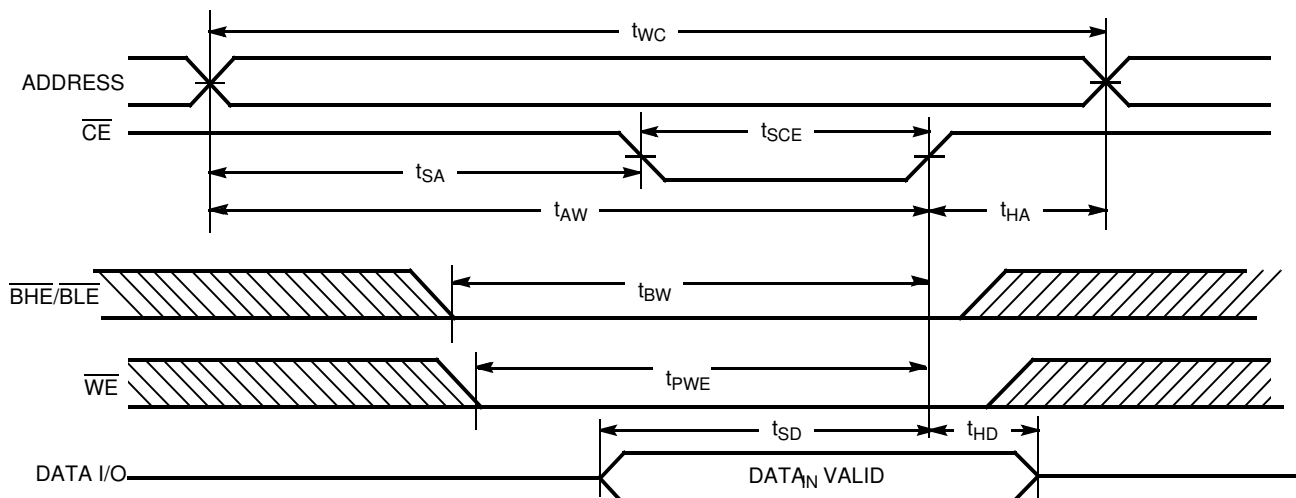 tWC
ADDRESS
CE
tSCE
tSA
tAW
tHA
BHE/BLE
tBW
WE
tPWE
tSD
tHD
DATA I/O
DATAIN VALID